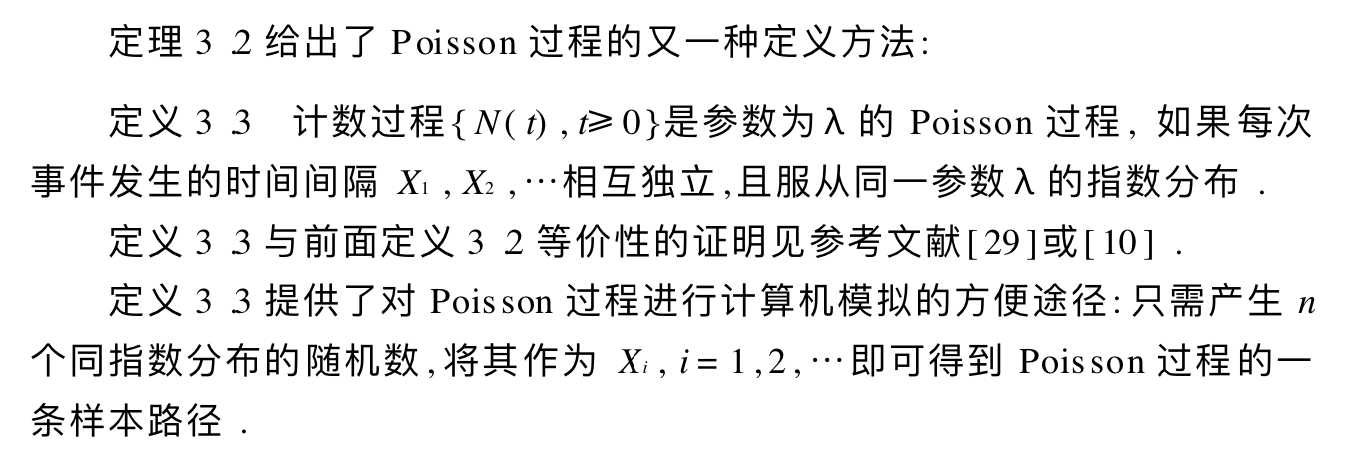 定理 3.2 给出了 Poisson 过程的又一种定义方法:
定义 3.3 计数过程{N(t),t≥0}是参数为λ的 Poisson 过程, 如果每次
事件发生的时间间隔 X₁,X₂,…相互独立,且服从同一参数λ的指数分布.
定义 3.3 与前面定义 3.2 等价性的证明见参考文献[29]或[10].
定义 3.3 提供了对 Poisson 过程进行计算机模拟的方便途径:只需产生 n
个同指数分布的随机数,将其作为 Xᵢ, i=1,2,…即可得到 Poisson 过程的一
条样本路径.